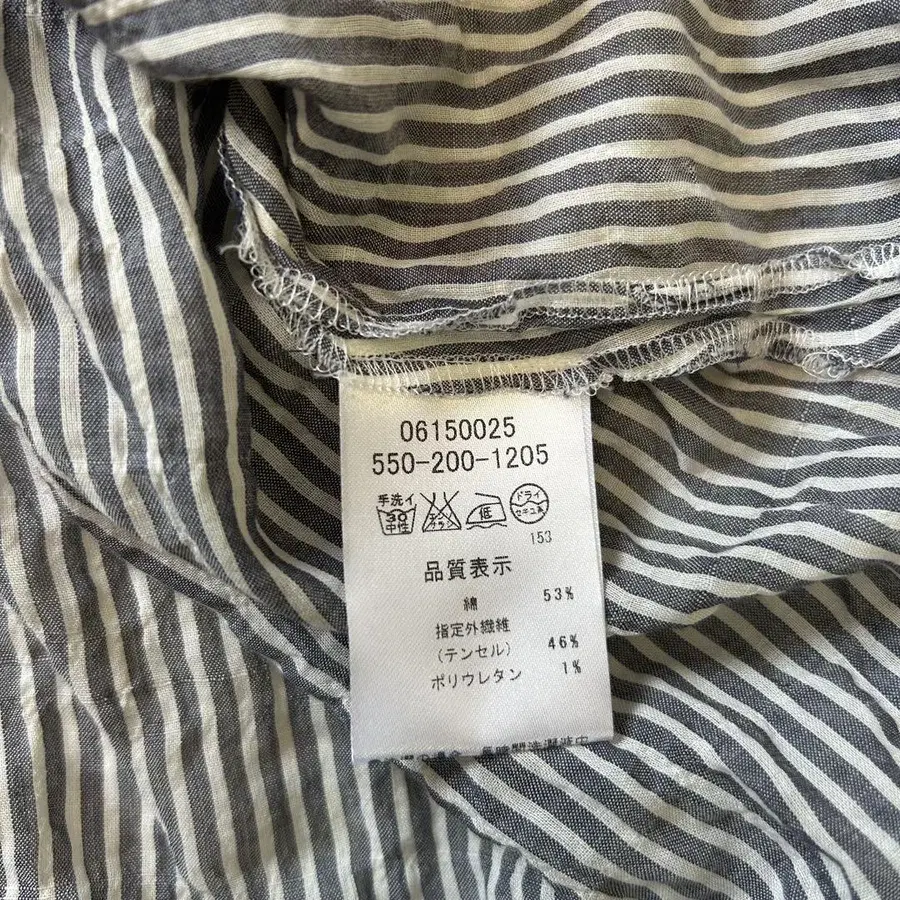 06150025
550-200-1205
手洗イ
30
中性
低
ドライ
セキユ系
153
品質表示
綿 53%
指定外繊維
(テンセル) 46%
ポリウレタン 1%